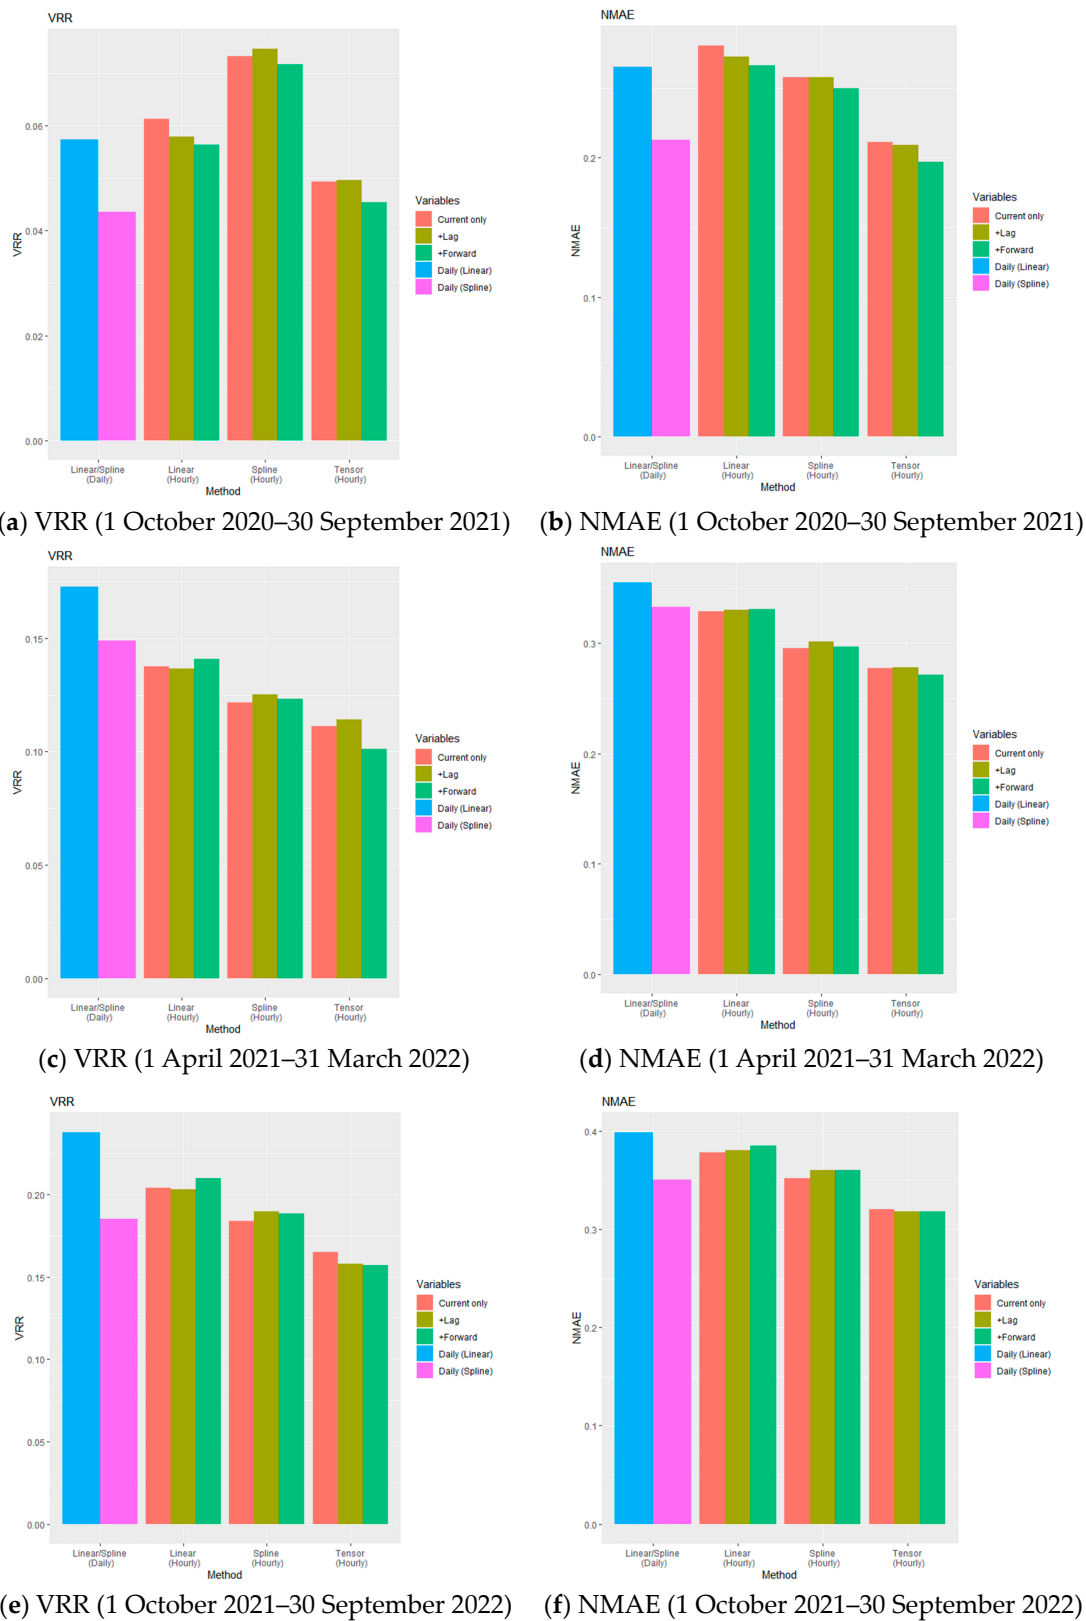 VRR
0.06
0.04
0.02
0.00
VRR
Linear/Spline
(Daily)
Linear
(Hourly)
Spline
(Hourly)
Tensor
(Hourly)
Method
Variables
Current only
+Lag
+Forward
Daily (Linear)
Daily (Spline)
NMAE
0.2
0.1
0.0
NMAE
Linear/Spline
(Daily)
Linear
(Hourly)
Spline
(Hourly)
Tensor
(Hourly)
Method
Variables
Current only
+Lag
+Forward
Daily (Linear)
Daily (Spline)
(a) VRR (1 October 2020–30 September 2021)
(b) NMAE (1 October 2020–30 September 2021)
VRR
0.15
0.10
0.05
0.00
VRR
Linear/Spline
(Daily)
Linear
(Hourly)
Spline
(Hourly)
Tensor
(Hourly)
Method
Variables
Current only
+Lag
+Forward
Daily (Linear)
Daily (Spline)
NMAE
0.3
0.2
0.1
0.0
NMAE
Linear/Spline
(Daily)
Linear
(Hourly)
Spline
(Hourly)
Tensor
(Hourly)
Method
Variables
Current only
+Lag
+Forward
Daily (Linear)
Daily (Spline)
(c) VRR (1 April 2021–31 March 2022)
(d) NMAE (1 April 2021–31 March 2022)
VRR
0.20
0.15
0.10
0.05
0.00
VRR
Linear/Spline
(Daily)
Linear
(Hourly)
Spline
(Hourly)
Tensor
(Hourly)
Method
Variables
Current only
+Lag
+Forward
Daily (Linear)
Daily (Spline)
NMAE
0.4
0.3
0.2
0.1
0.0
NMAE
Linear/Spline
(Daily)
Linear
(Hourly)
Spline
(Hourly)
Tensor
(Hourly)
Method
Variables
Current only
+Lag
+Forward
Daily (Linear)
Daily (Spline)
(e) VRR (1 October 2021–30 September 2022)
(f) NMAE (1 October 2021–30 September 2022)